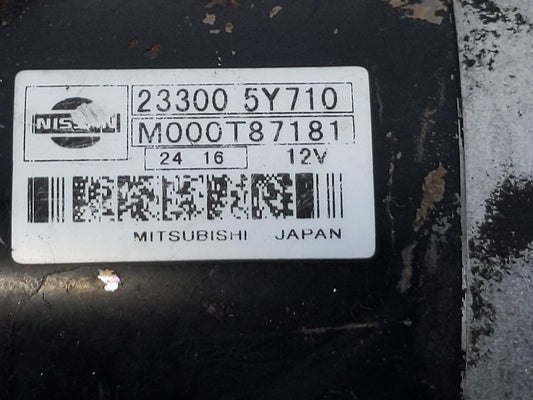 NISSAN
23300 5Y710
M000T87181
24 16 12V
MITSUBISHI JAPAN